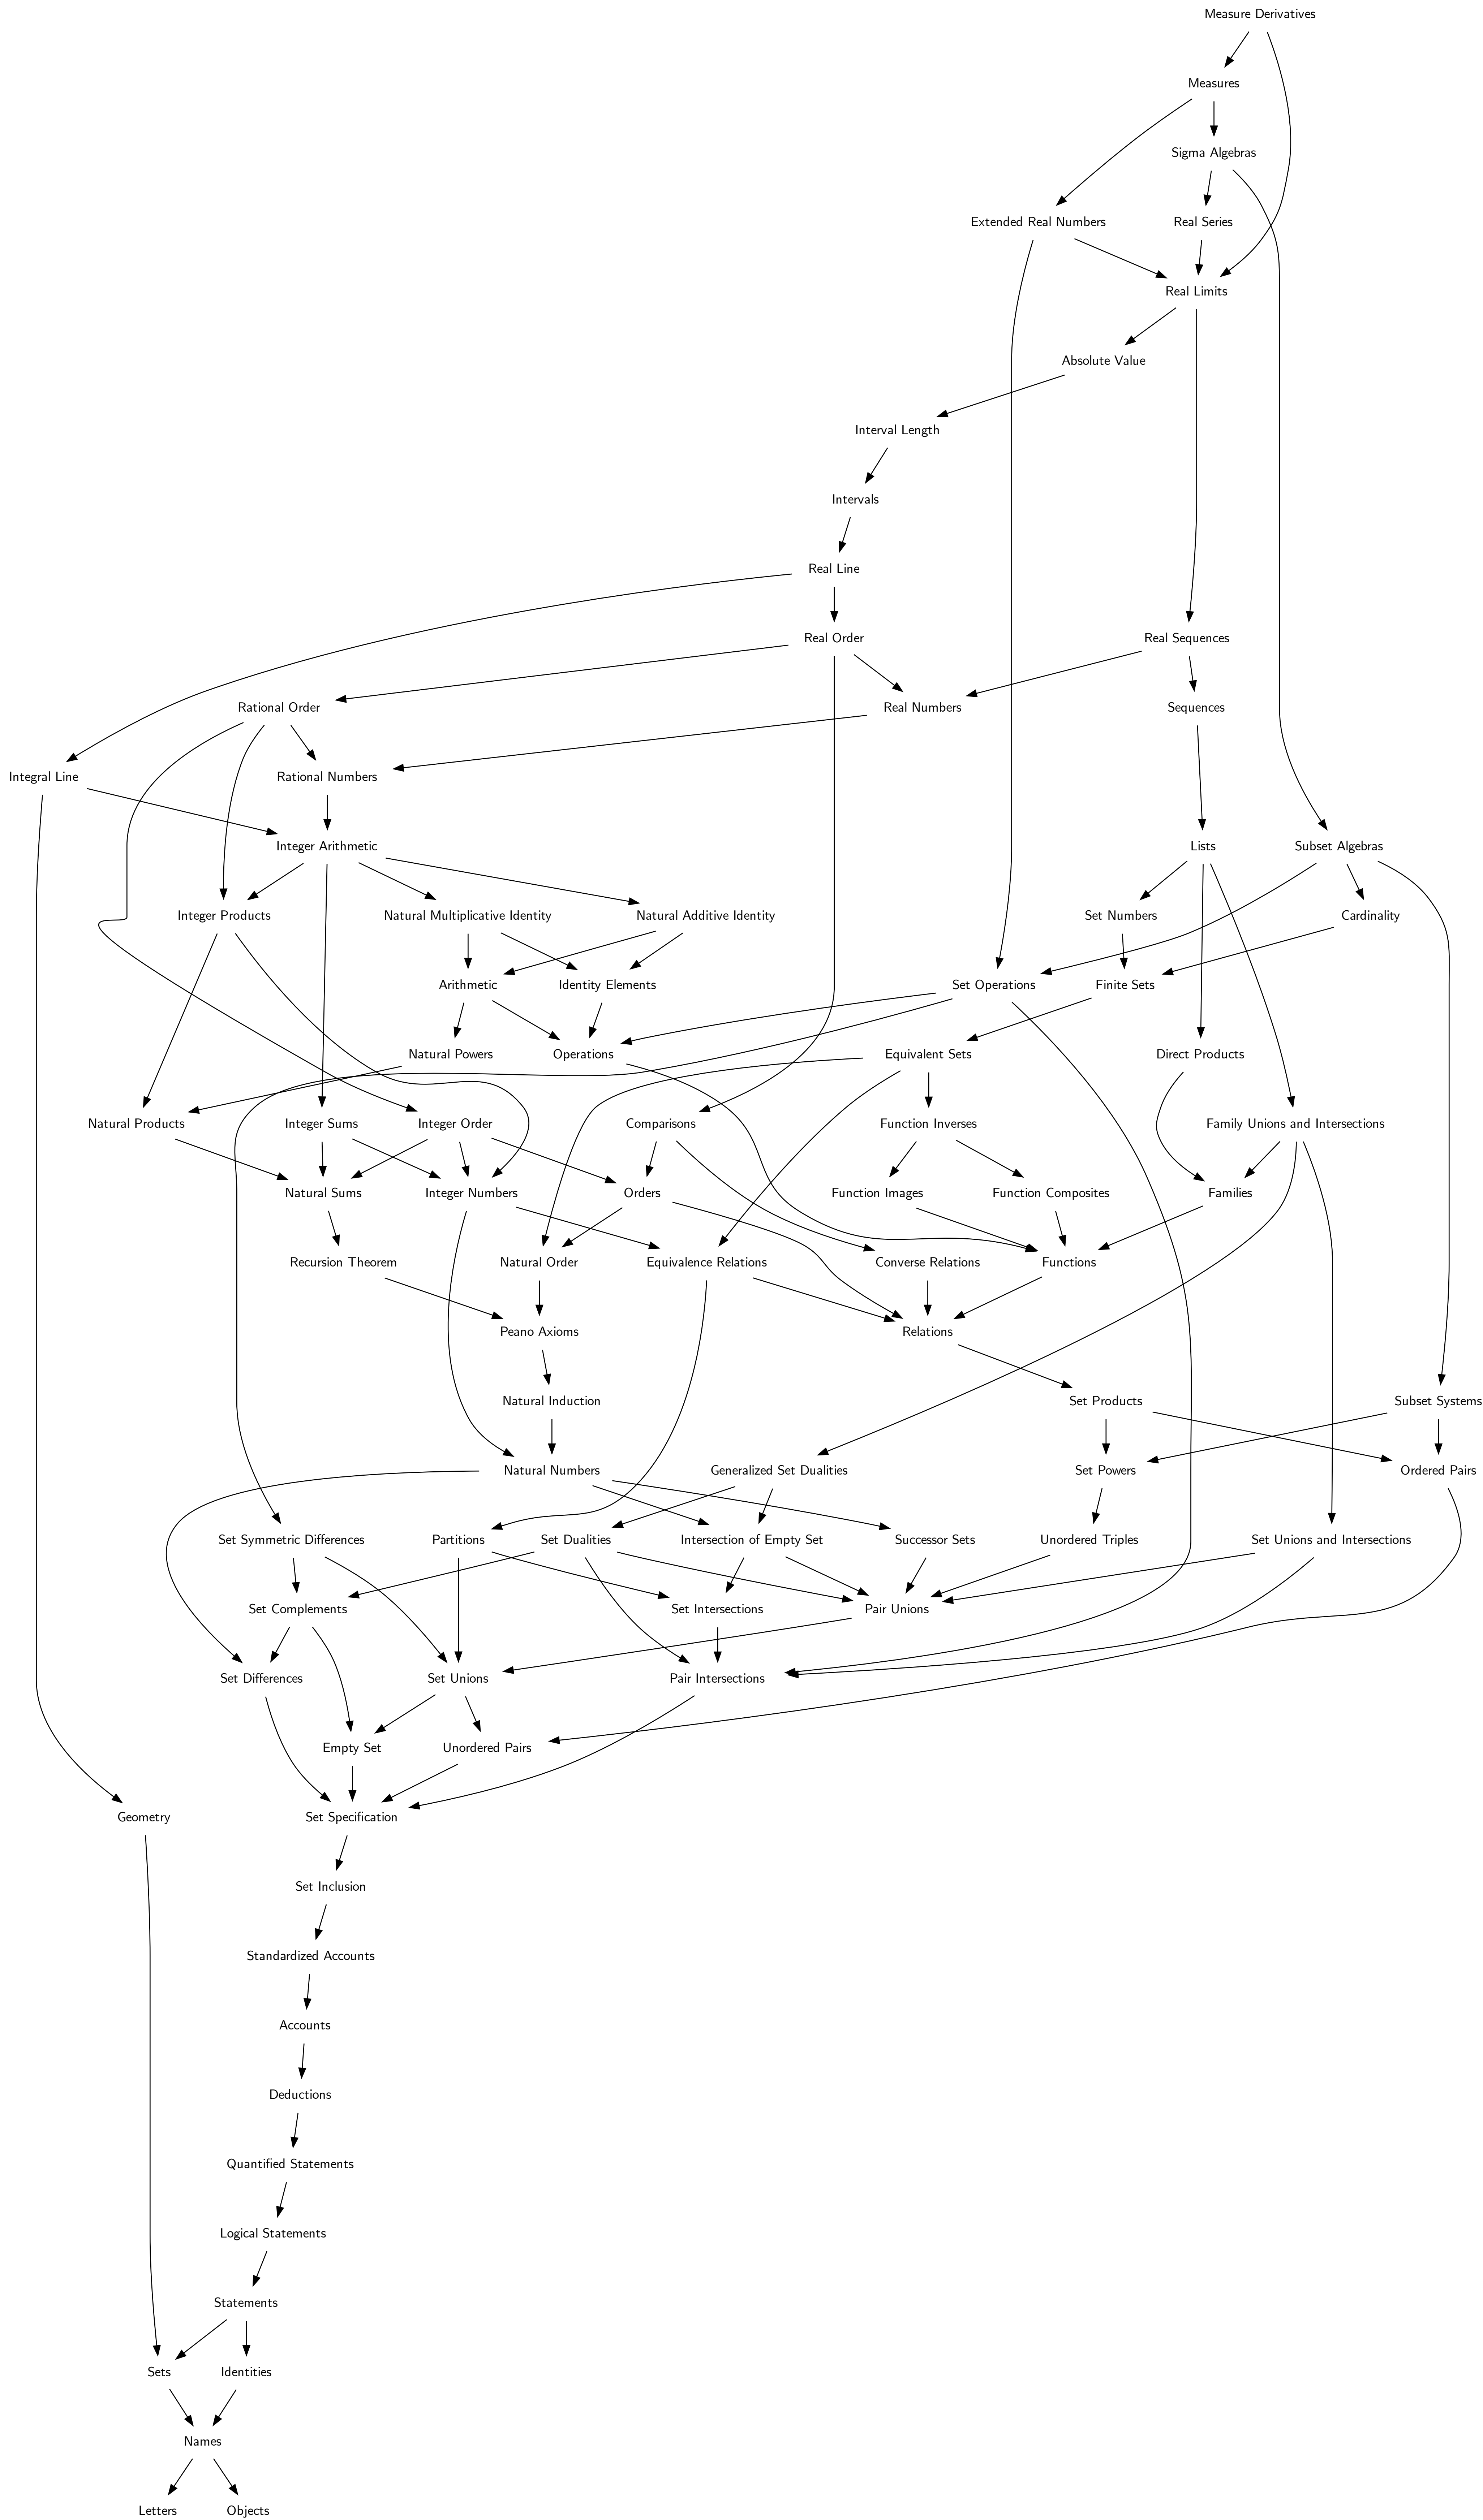 Measure Derivatives
Measures
Sigma Algebras
Extended Real Numbers
Real Series
Real Limits
Absolute Value
Interval Length
Intervals
Real Line
Real Order
Real Sequences
Rational Order
Real Numbers
Sequences
Integral Line
Rational Numbers
Integer Arithmetic
Lists
Subset Algebras
Integer Products
Natural Multiplicative Identity
Natural Additive Identity
Set Numbers
Cardinality
Arithmetic
Identity Elements
Set Operations
Finite Sets
Natural Powers
Operations
Equivalent Sets
Direct Products
Natural Products
Integer Sums
Integer Order
Comparisons
Function Inverses
Family Unions and Intersections
Natural Sums
Integer Numbers
Orders
Function Images
Function Composites
Families
Recursion Theorem
Natural Order
Equivalence Relations
Converse Relations
Functions
Peano Axioms
Relations
Natural Induction
Set Products
Subset Systems
Natural Numbers
Generalized Set Dualities
Set Powers
Ordered Pairs
Set Symmetric Differences
Partitions
Set Dualities
Intersection of Empty Set
Successor Sets
Unordered Triples
Set Unions and Intersections
Set Complements
Set Intersections
Pair Unions
Set Differences
Set Unions
Pair Intersections
Empty Set
Unordered Pairs
Geometry
Set Specification
Set Inclusion
Standardized Accounts
Accounts
Deductions
Quantified Statements
Logical Statements
Statements
Sets
Identities
Names
Letters
Objects